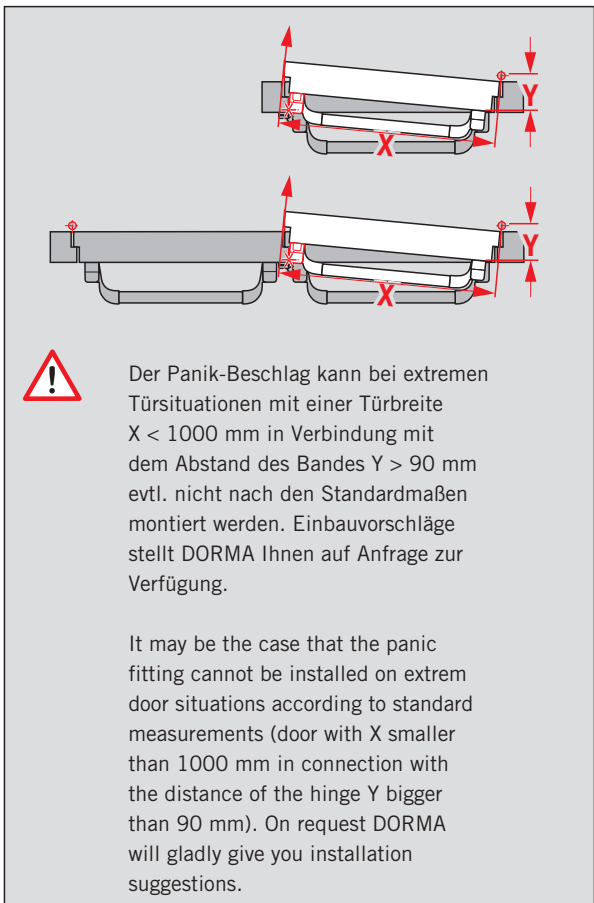 Y
X
Y
X
Der Panik-Beschlag kann bei extremen
Türsituationen mit einer Türbreite
X < 1000 mm in Verbindung mit
dem Abstand des Bandes Y > 90 mm
evtl. nicht nach den Standardmaßen
montiert werden. Einbauvorschläge
stellt DORMA Ihnen auf Anfrage zur
Verfügung.
It may be the case that the panic
fitting cannot be installed on extrem
door situations according to standard
measurements (door with X smaller
than 1000 mm in connection with
the distance of the hinge Y bigger
than 90 mm). On request DORMA
will gladly give you installation
suggestions.